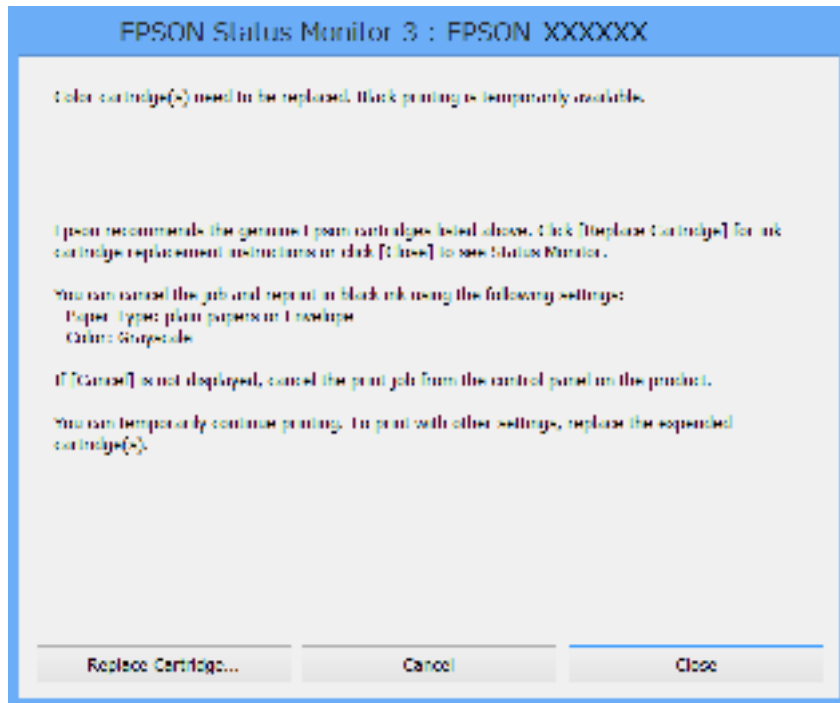 EPSON Status Monitor 3 : EPSON XXXXXX
Color cartridge(s) need to be replaced. Black printing is temporarily available.
Epson recommends the genuine Epson cartridges listed above. Click [Replace Cartridge] for ink
cartridge replacement instructions or click [Close] to see Status Monitor.
You can cancel the job and reprint in black ink using the following settings:
Paper Type: plain papers or Envelope
Color: Grayscale
If [Cancel] is not displayed, cancel the print job from the control panel on the product.
You can temporarily continue printing. To print with other settings, replace the expended
cartridge(s).
Replace Cartridge... Cancel Close